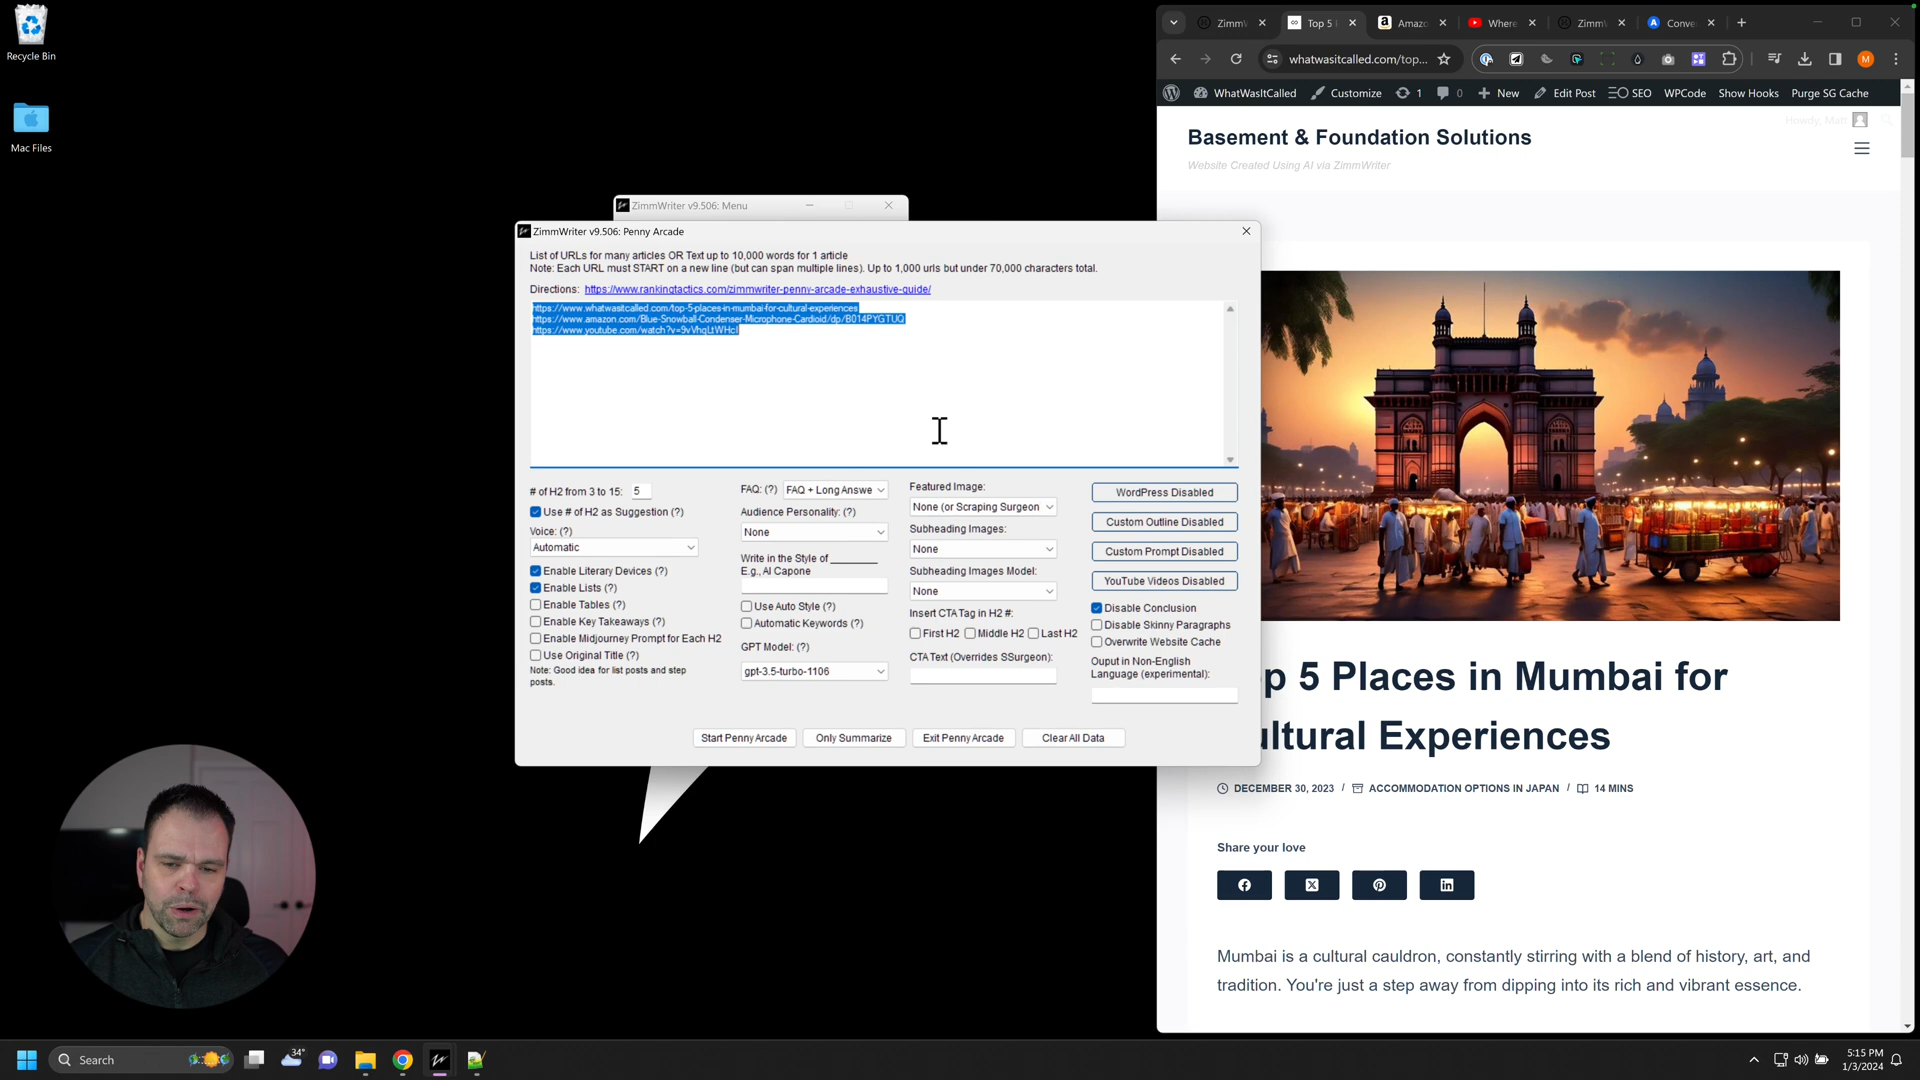 Recycle Bin
Mac Files
ZimmWriter v9.506: Menu
ZimmWriter v9.506: Penny Arcade
List of URLs for many articles OR Text up to 10,000 words for 1 article
Note: Each URL must START on a new line (but can span multiple lines). Up to 1,000 urls but under 70,000 characters total.
Directions: https://www.rankingtactics.com/zimmwriter-penny-arcade-exhaustive-guide/
https://www.whatwasitcalled.com/top-5-places-in-mumbai-for-cultural-experiences
https://www.amazon.com/Blue-Snowball-Condenser-Microphone-Cardioid/dp/B014PYGTUQ
# of H2 from 3 to 15: 5
Use # of H2 as Suggestion (?)
Voice: (?)
Automatic
Enable Literary Devices (?)
Enable Lists (?)
Enable Tables (?)
Enable Key Takeaways (?)
Enable Midjourney Prompt for Each H2
Use Original Title (?)
Note: Good idea for list posts and step
posts.
FAQ: (?) FAQ + Long Answe
Audience Personality: (?)
None
Write in the Style of ________
E.g., Al Capone
Use Auto Style (?)
Automatic Keywords (?)
GPT Model: (?)
gpt-3.5-turbo-1106
Featured Image:
None (or Scraping Surgeon
Subheading Images:
None
Subheading Images Model:
None
Insert CTA Tag in H2 #:
First H2 Middle H2 Last H2
CTA Text (Overrides SSurgeon):
WordPress Disabled
Custom Outline Disabled
Custom Prompt Disabled
YouTube Videos Disabled
Disable Conclusion
Disable Skinny Paragraphs
Overwrite Website Cache
Ouput in Non-English
Language (experimental):
Start Penny Arcade Only Summarize Exit Penny Arcade Clear All Data
ZimmW Top 5 Amazo Where ZimmW Conve
whatwasitcalled.com/top...
WhatWasItCalled Customize 1 0 New Edit Post SEO WPCode Show Hooks Purge SG Cache
Howdy, Matt
Basement & Foundation Solutions
Website Created Using AI via ZimmWriter
p 5 Places in Mumbai for
ltural Experiences
DECEMBER 30, 2023 / ACCOMMODATION OPTIONS IN JAPAN / 14 MINS
Share your love
Mumbai is a cultural cauldron, constantly stirring with a blend of history, art, and
tradition. You're just a step away from dipping into its rich and vibrant essence.
Search
34°
5:15 PM
1/3/2024